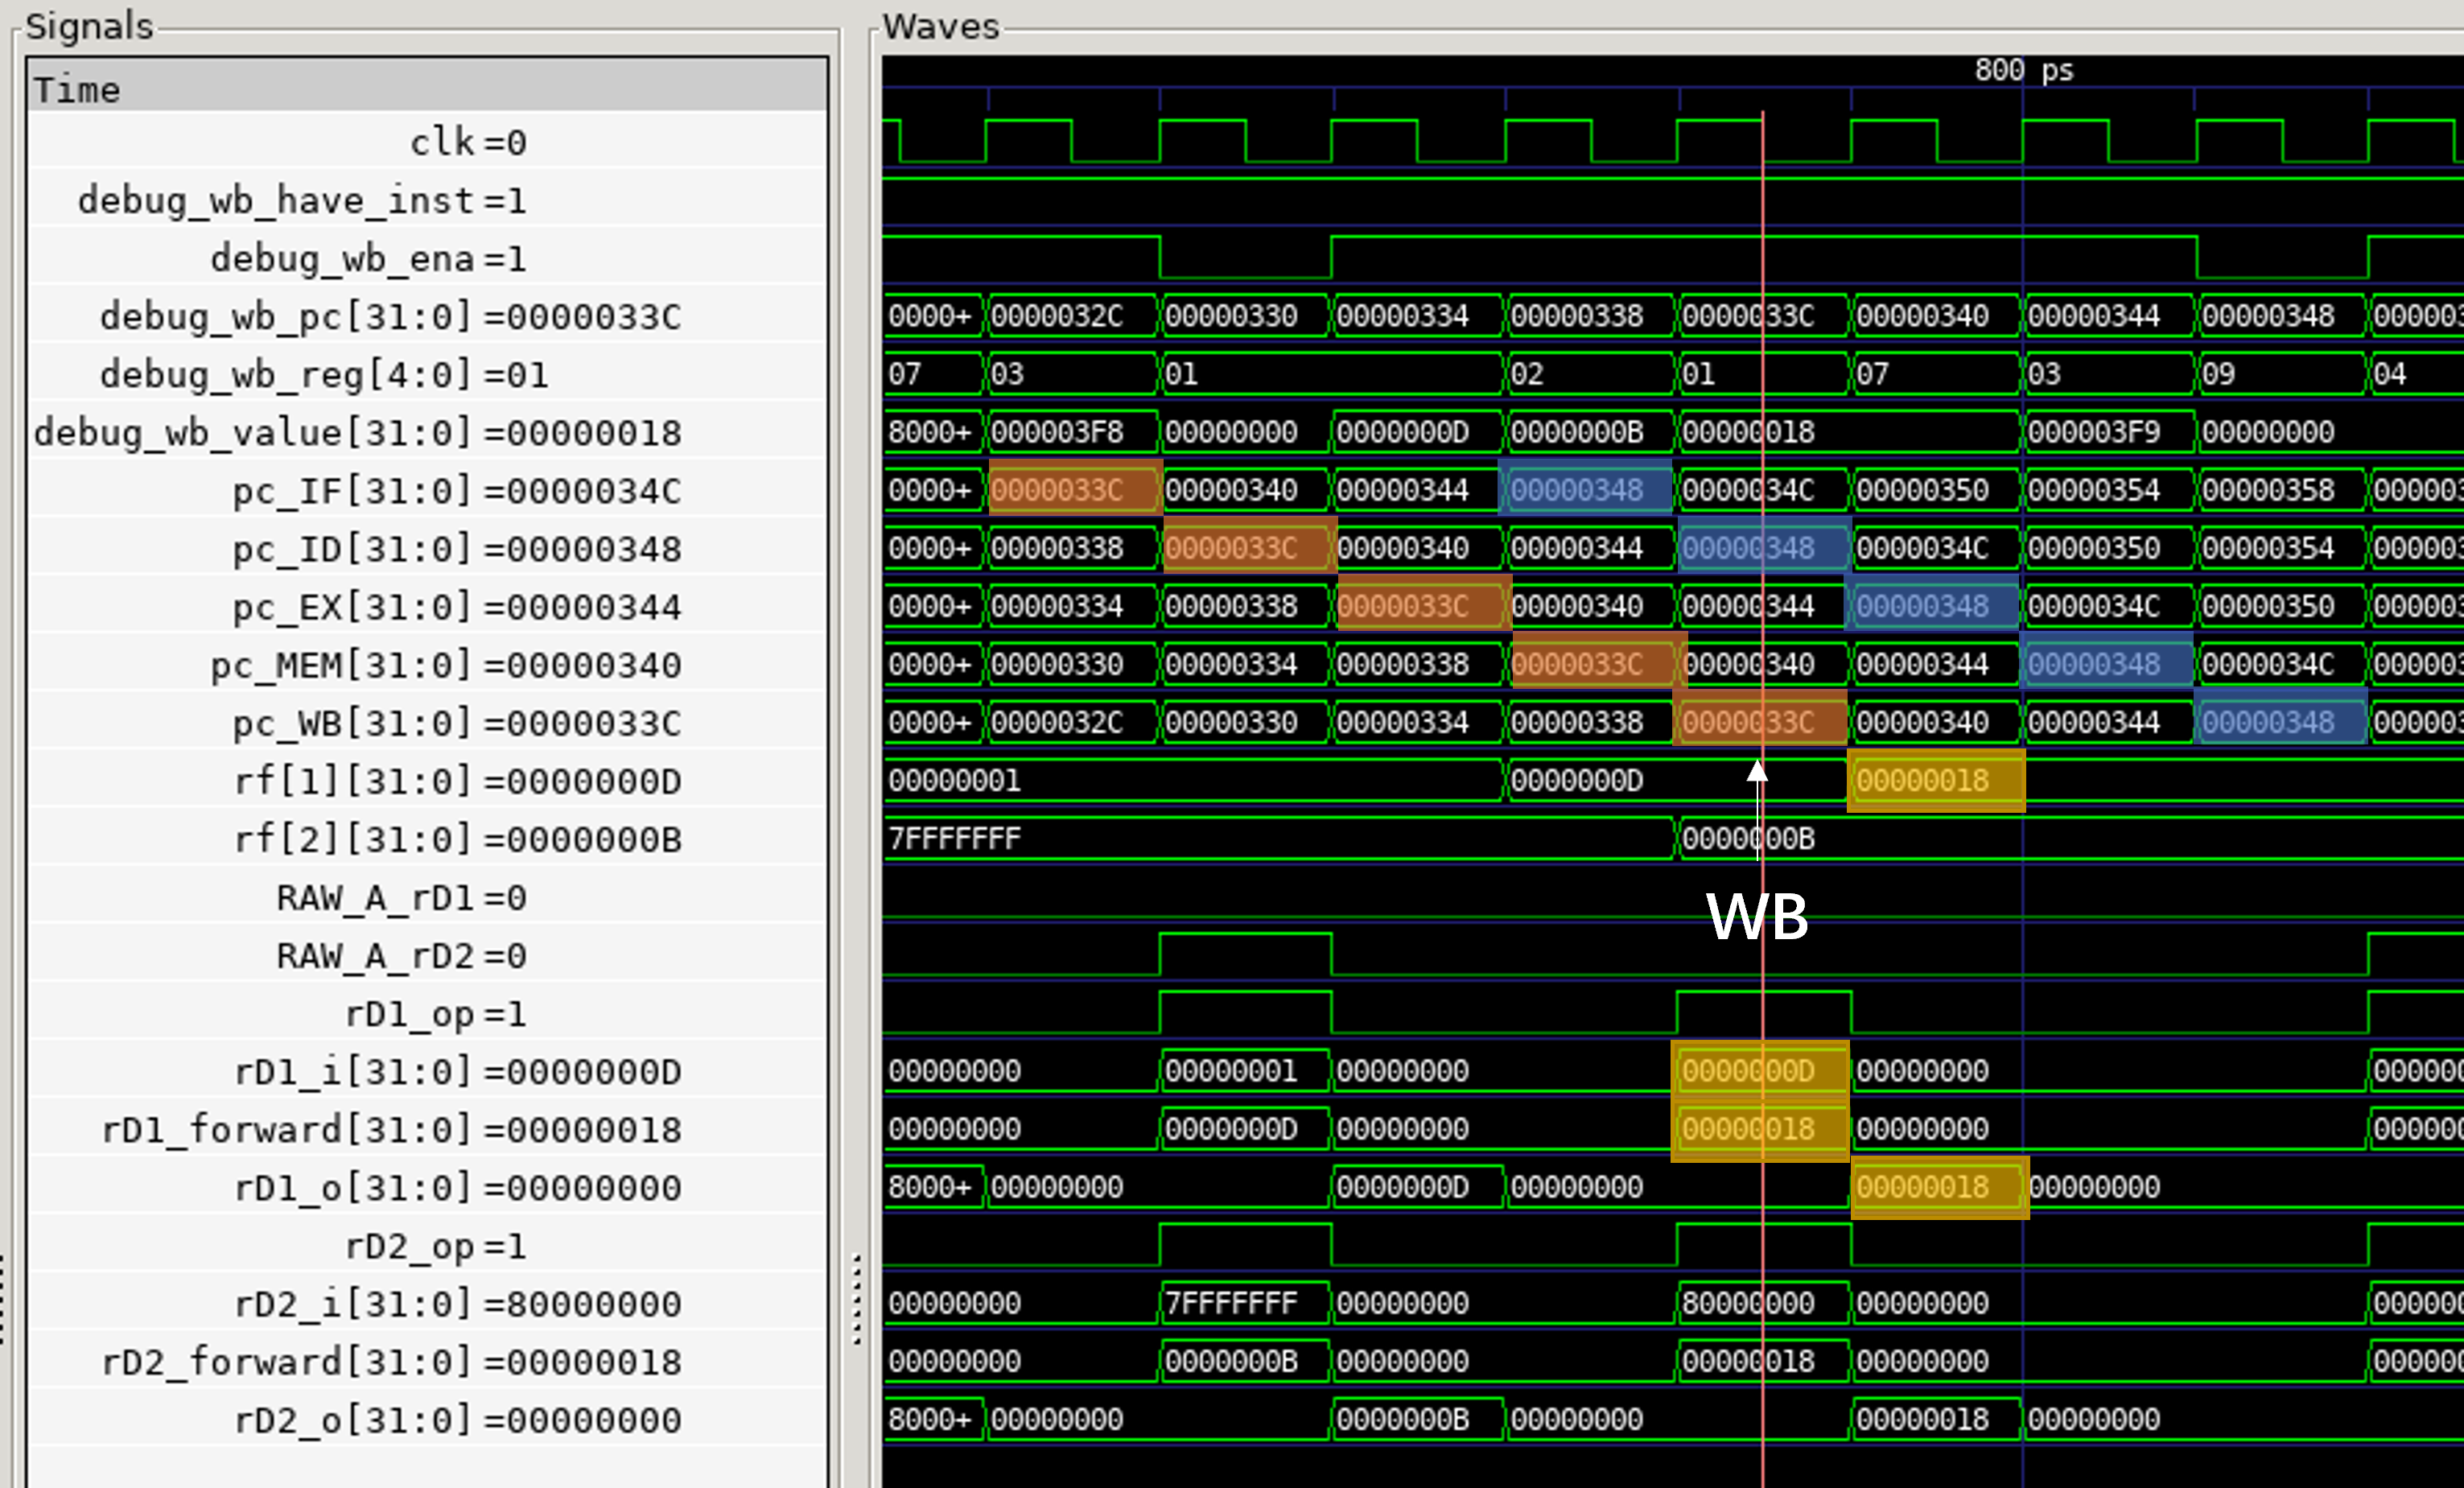 Signals Waves
Time 800 ps
clk =0
debug_wb_have_inst =1
debug_wb_ena =1
debug_wb_pc[31:0] =0000033C 0000+ 0000032C 00000330 00000334 00000338 0000033C 00000340 00000344 00000348 000003
debug_wb_reg[4:0] =01 07 03 01 02 01 07 03 09 04
debug_wb_value[31:0] =00000018 8000+ 000003F8 00000000 0000000D 0000000B 00000018 000003F9 00000000
pc_IF[31:0] =0000034C 0000+ 0000033C 00000340 00000344 00000348 0000034C 00000350 00000354 00000358 000003
pc_ID[31:0] =00000348 0000+ 00000338 0000033C 00000340 00000344 00000348 0000034C 00000350 00000354 000003
pc_EX[31:0] =00000344 0000+ 00000334 00000338 0000033C 00000340 00000344 00000348 0000034C 00000350 000003
pc_MEM[31:0] =00000340 0000+ 00000330 00000334 00000338 0000033C 00000340 00000344 00000348 0000034C 000003
pc_WB[31:0] =0000033C 0000+ 0000032C 00000330 00000334 00000338 0000033C 00000340 00000344 00000348 000003
rf[1][31:0] =0000000D 00000001 0000000D 00000018
rf[2][31:0] =0000000B 7FFFFFFF 0000000B
RAW_A_rD1 =0 WB
RAW_A_rD2 =0
rD1_op =1
rD1_i[31:0] =0000000D 00000000 00000001 00000000 0000000D 00000000 000000
rD1_forward[31:0] =00000018 00000000 0000000D 00000000 00000018 00000000 000000
rD1_o[31:0] =00000000 8000+ 00000000 0000000D 00000000 00000018 00000000
rD2_op =1
rD2_i[31:0] =80000000 00000000 7FFFFFFF 00000000 80000000 00000000 000000
rD2_forward[31:0] =00000018 00000000 0000000B 00000000 00000018 00000000 000000
rD2_o[31:0] =00000000 8000+ 00000000 0000000B 00000000 00000018 00000000